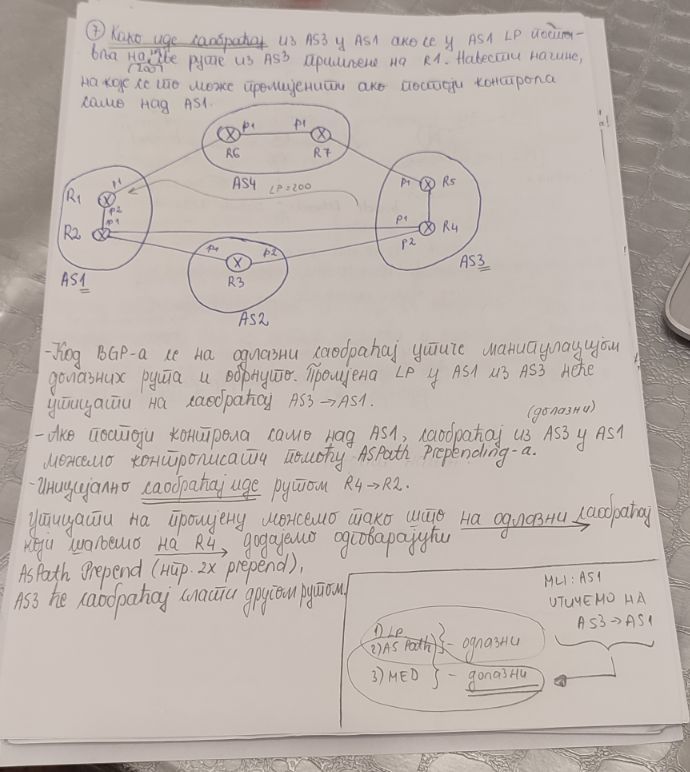 7 Како иде саобраћај из AS3 у AS1 ако се у AS1 LP постав-
вља на 200 за све руте из AS3 примљене на R1. Навести начине,
на које се то може промијенити ако постоји контрола
само над AS1.
p1 p1
R6 R7
AS4
LP=200
R1 p1
p2
p1
R2
AS1
p1 R5
p1 R4
p2
AS3
p1 p2
R3
AS2
-Код BGP-а се на одлазни саобраћај утиче манипулацијом
долазних рута и обрнуто. Промјена LP у AS1 из AS3 неће
утицати на саобраћај AS3→AS1.
(долазни)
-Ако постоји контрола само над AS1, саобраћај из AS3 у AS1
можемо контролисати помоћу ASPath Prepending-а.
-Иницијално саобраћај иде рутом R4→R2.
Утицати на промјену можемо тако што на одлазни саобраћај
који шаљемо на R4 додајемо одговарајући
AsPath Prepend (нпр. 2x prepend),
AS3 ће саобраћај слати другом рутом.
МИ: AS1
УТИЧЕМО НА
AS3→AS1
1) LP
2) AS Path } - одлазни
3) MED } - долазни